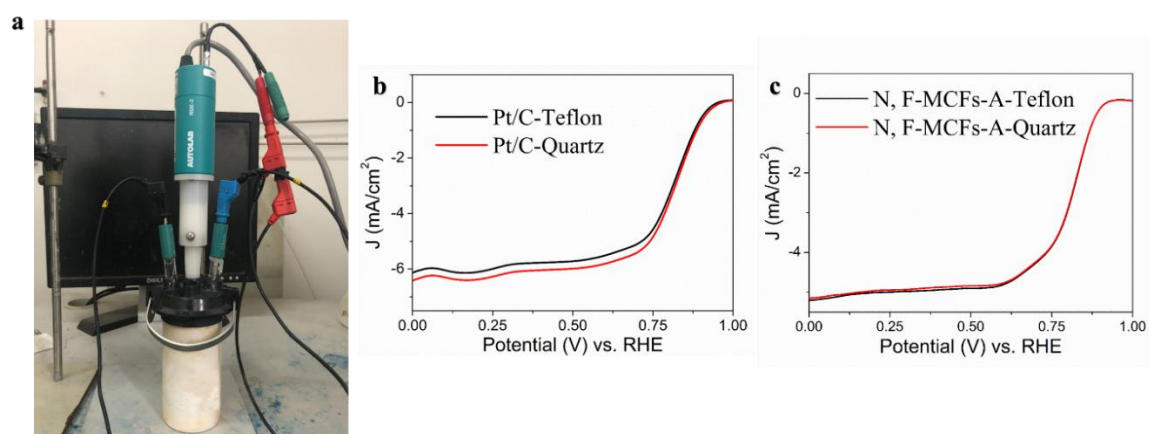 a
AUTOLAB
RDE-2
b
0
-2
-4
-6
J (mA/cm²)
Pt/C-Teflon
Pt/C-Quartz
0.00 0.25 0.50 0.75 1.00
Potential (V) vs. RHE
c
0
-2
-4
J (mA/cm²)
N, F-MCFs-A-Teflon
N, F-MCFs-A-Quartz
0.00 0.25 0.50 0.75 1.00
Potential (V) vs. RHE